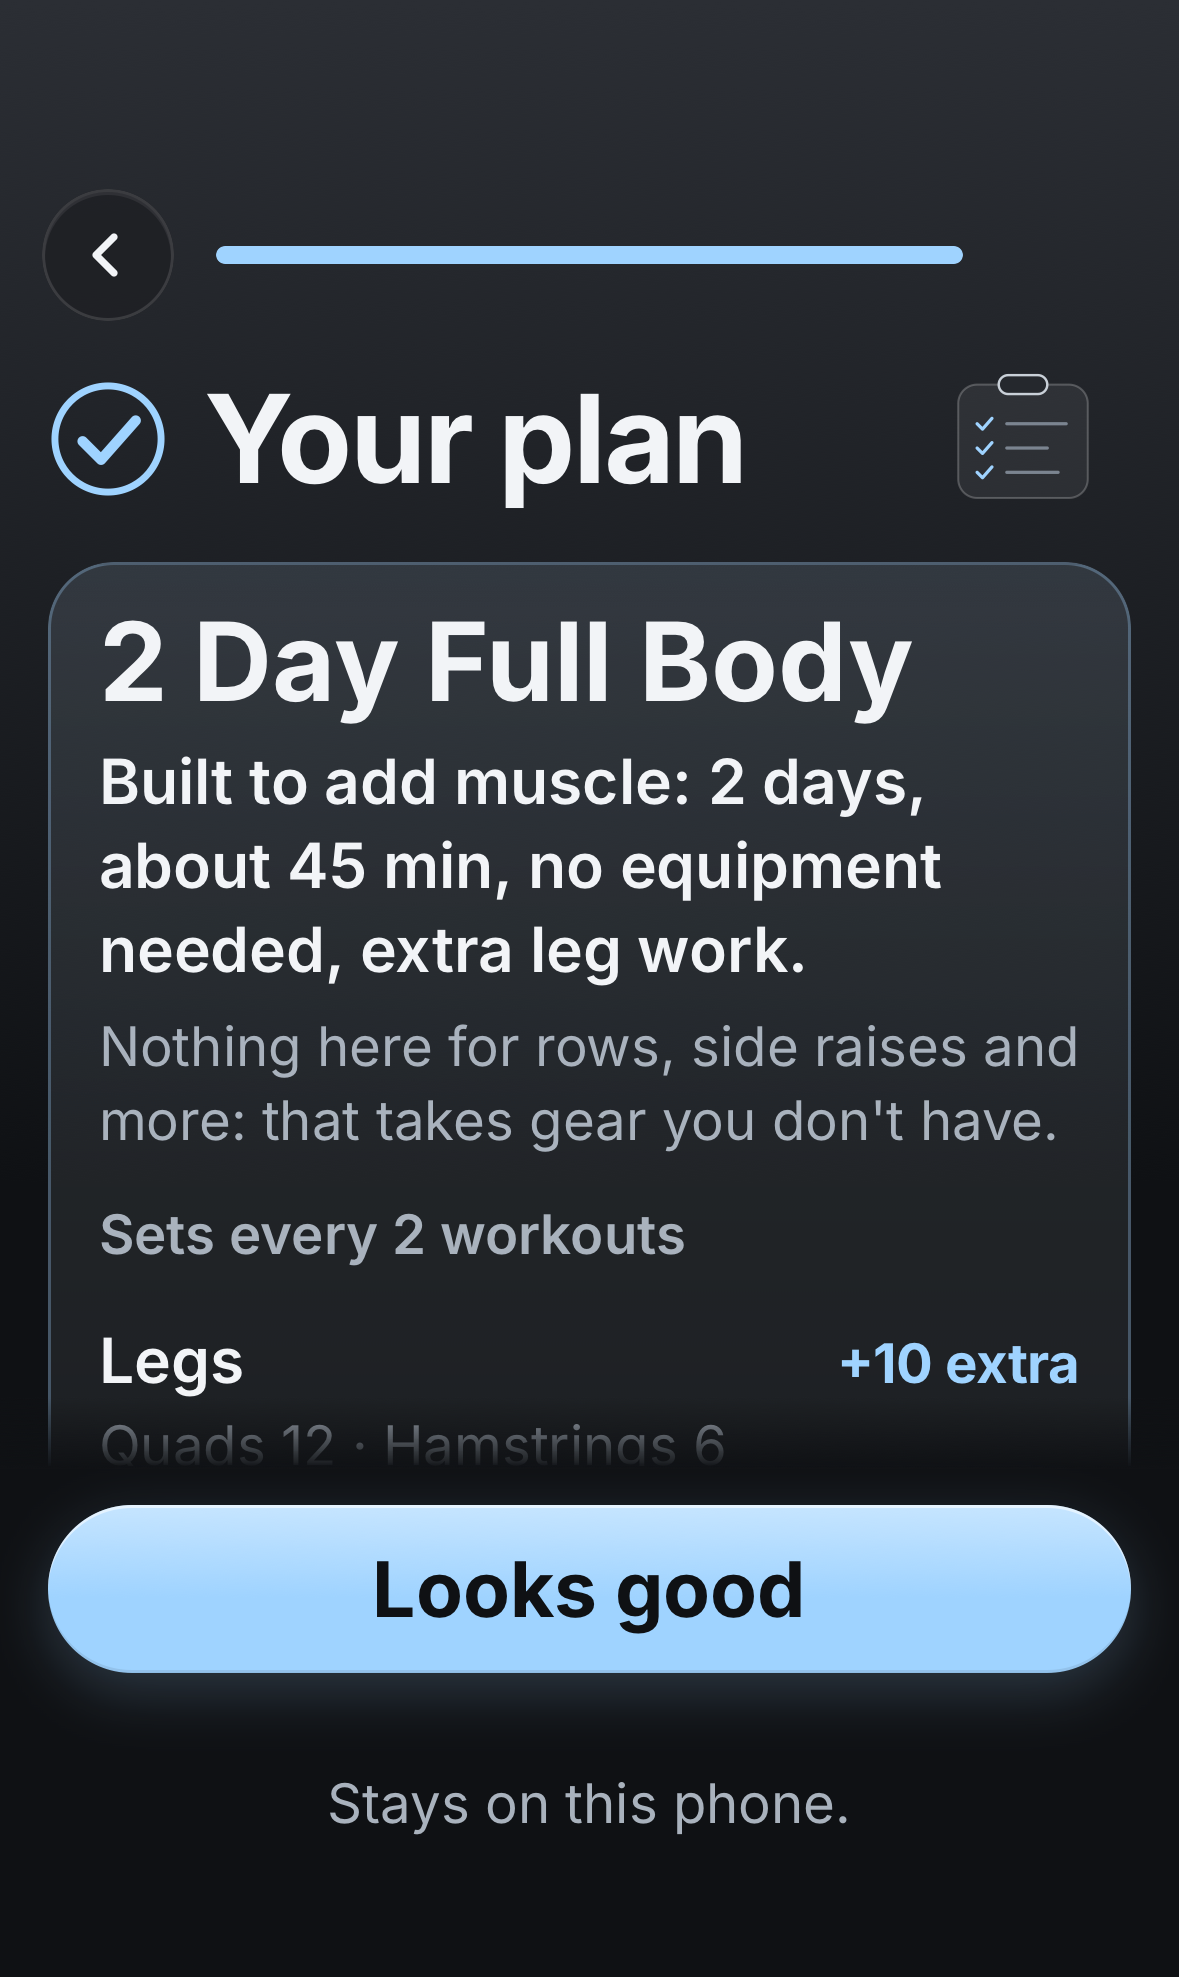 Your plan
2 Day Full Body
Built to add muscle: 2 days,
about 45 min, no equipment
needed, extra leg work.
Nothing here for rows, side raises and
more: that takes gear you don't have.
Sets every 2 workouts
Legs
+10 extra
Quads 12 · Hamstrings 6
Looks good
Stays on this phone.